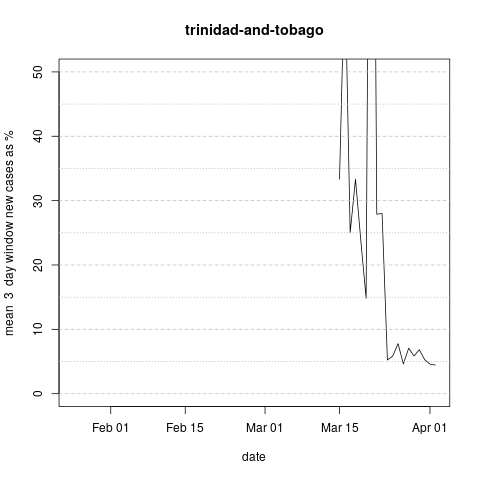 trinidad-and-tobago
mean 3 day window new cases as %
50
40
30
20
10
0
Feb 01 Feb 15 Mar 01 Mar 15 Apr 01
date